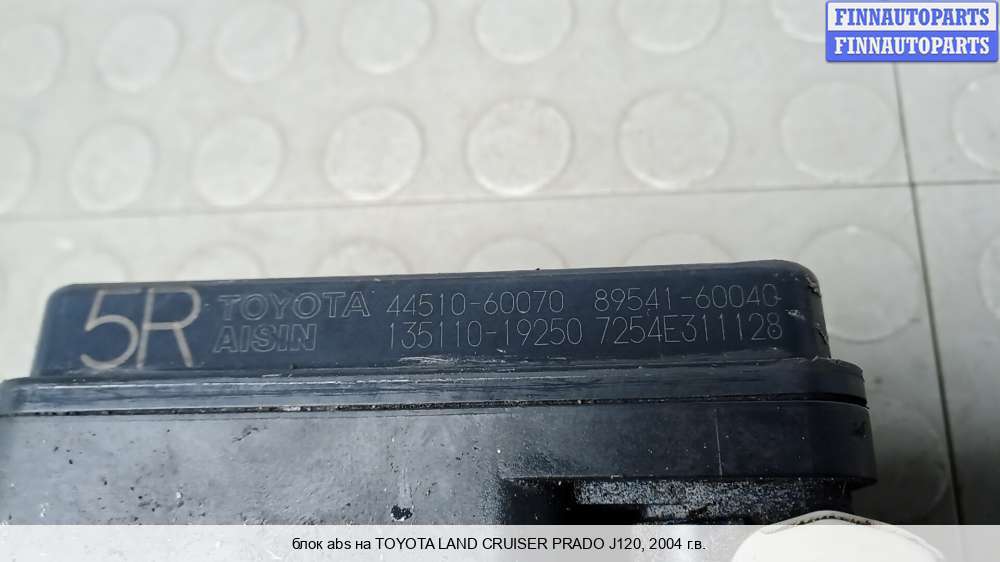 FINNAUTOPARTS
FINNAUTOPARTS
5R TOYOTA 44510-60070 89541-60040
AISIN 135110-19250 7254E311128
блок abs на TOYOTA LAND CRUISER PRADO J120, 2004 г.в.